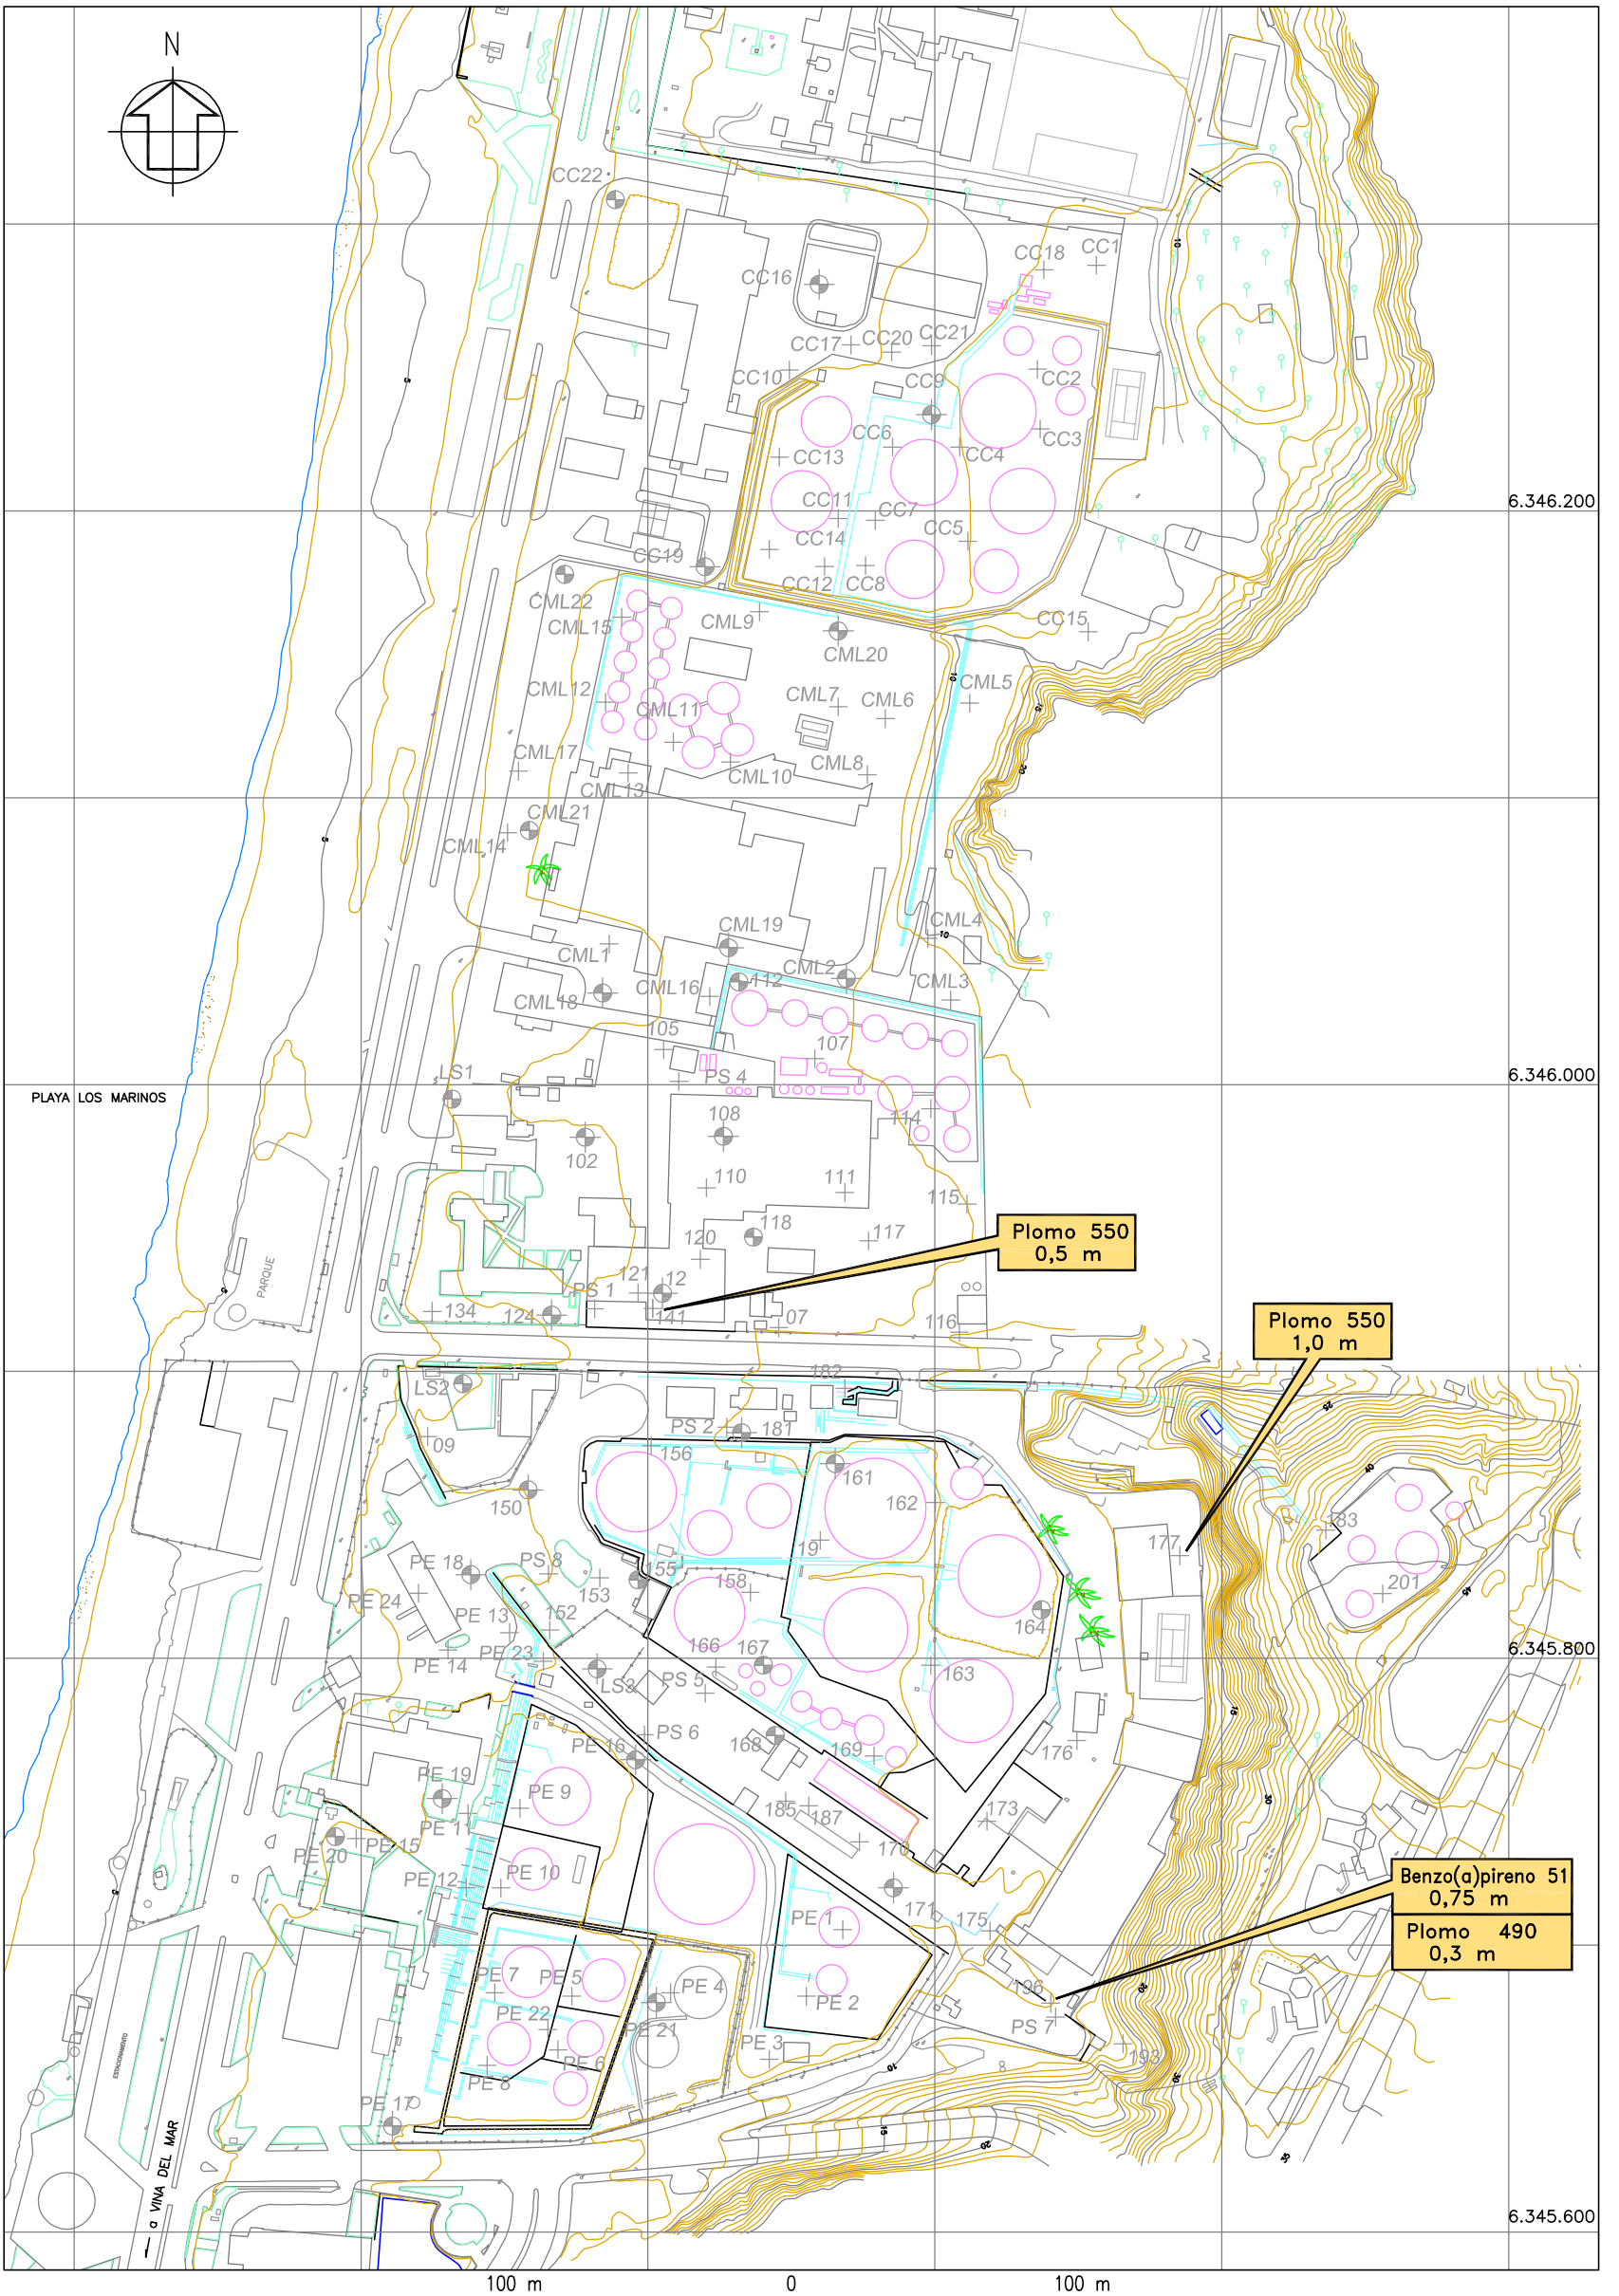 N
CC22
CC18
CC1
CC16
CC17
CC20
CC21
CC10
CC9
CC2
CC6
CC4
CC3
CC13
CC11
CC7
6.346.200
CC14
CC5
CC19
CC12
CC8
CML22
CML15
CML9
CML20
CC15
CML12
CML11
CML7
CML6
CML5
CML17
CML13
CML10
CML8
CML21
CML14
CML19
CML4
CML1
CML2
CML3
CML18
CML16
112
105
107
LS1
PS 4
6.346.000
PLAYA LOS MARINOS
108
114
102
110
111
115
118
117
Plomo 550
0,5 m
120
PARQUE
121
12
PS 1
141
134
124
07
116
Plomo 550
1,0 m
LS2
182
09
PS 2
181
156
161
150
162
19
177
183
PE 18
PS 8
155
153
158
201
PE 24
PE 13
152
164
PE 14
PE 23
166
167
163
6.345.800
LS3
PS 5
PS 6
PE 16
168
169
176
PE 19
PE 9
185
187
173
PE 11
PE 20
PE 15
170
PE 12
PE 10
Benzo(a)pireno 51
0,75 m
Plomo 490
0,3 m
PE 1
171
175
PE 7
PE 5
PE 4
PE 2
196
PE 22
PE 21
PS 7
PE 3
193
PE 6
PE 8
8
ESTACIONAMIENTO
PE 17
a VINA DEL MAR
6.345.600
100 m
0
100 m